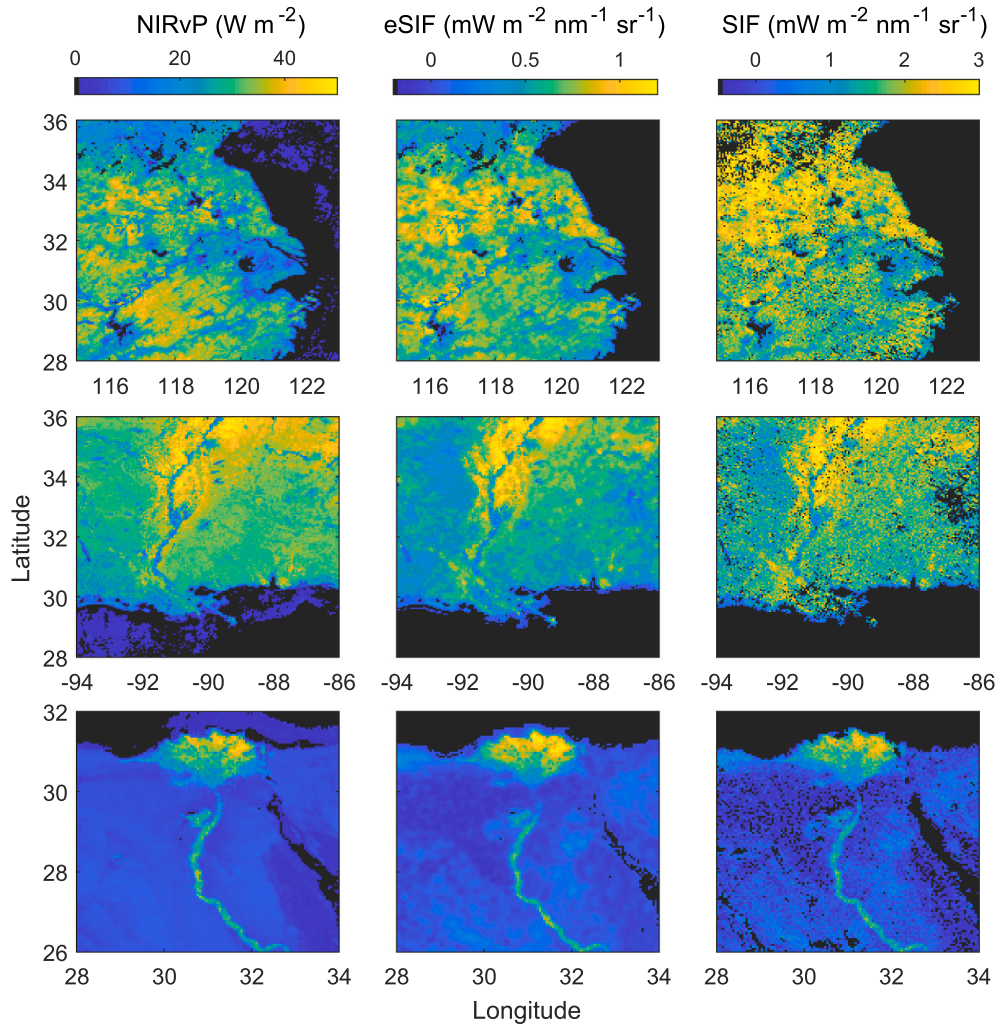 NIRvP (W m⁻²) eSIF (mW m⁻² nm⁻¹ sr⁻¹) SIF (mW m⁻² nm⁻¹ sr⁻¹)
0 20 40 0 0.5 1 0 1 2 3
36
34
32
30
28
116 118 120 122 116 118 120 122 116 118 120 122
36
34
32
30
28
Latitude
-94 -92 -90 -88 -86 -94 -92 -90 -88 -86 -94 -92 -90 -88 -86
32
30
28
26
28 30 32 34 28 30 32 34 28 30 32 34
Longitude